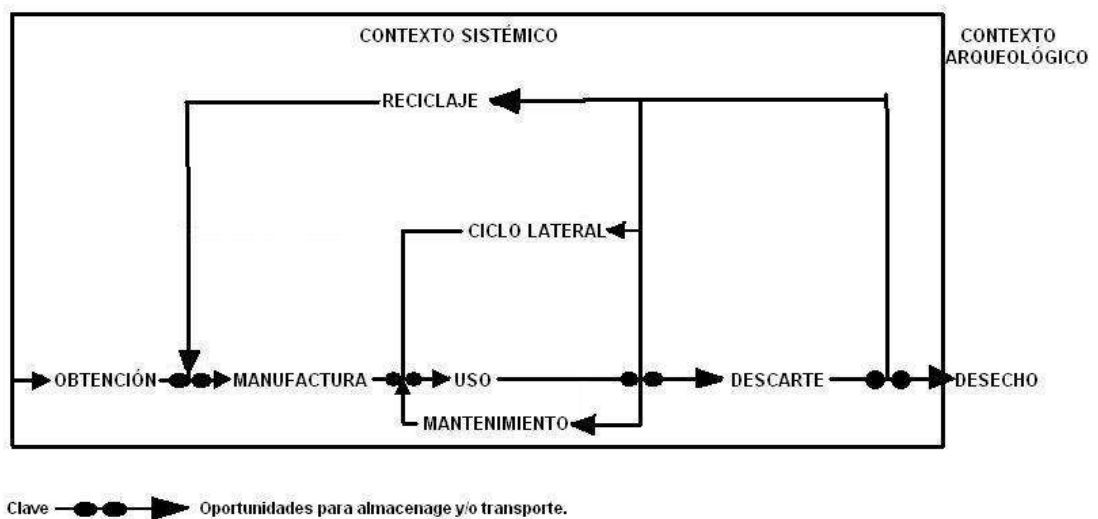 CONTEXTO SISTÉMICO
CONTEXTO
ARQUEOLÓGICO
RECICLAJE
CICLO LATERAL
OBTENCIÓN
MANUFACTURA
USO
DESCARTE
DESECHO
MANTENIMIENTO
Clave
Oportunidades para almacenage y/o transporte.